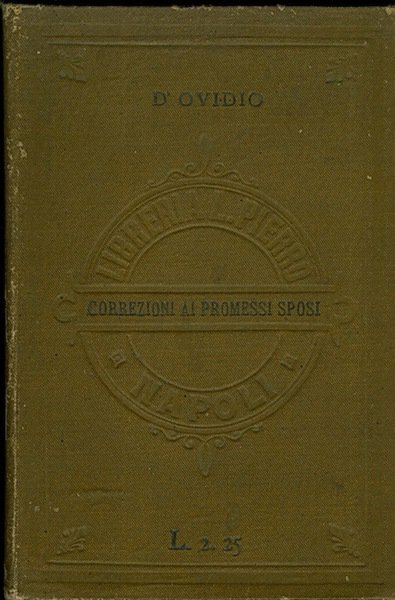 D' OVIDIO
LIBRERIA L. PIERRO
CORREZIONI AI PROMESSI SPOSI
NAPOLI
L. 2. 25